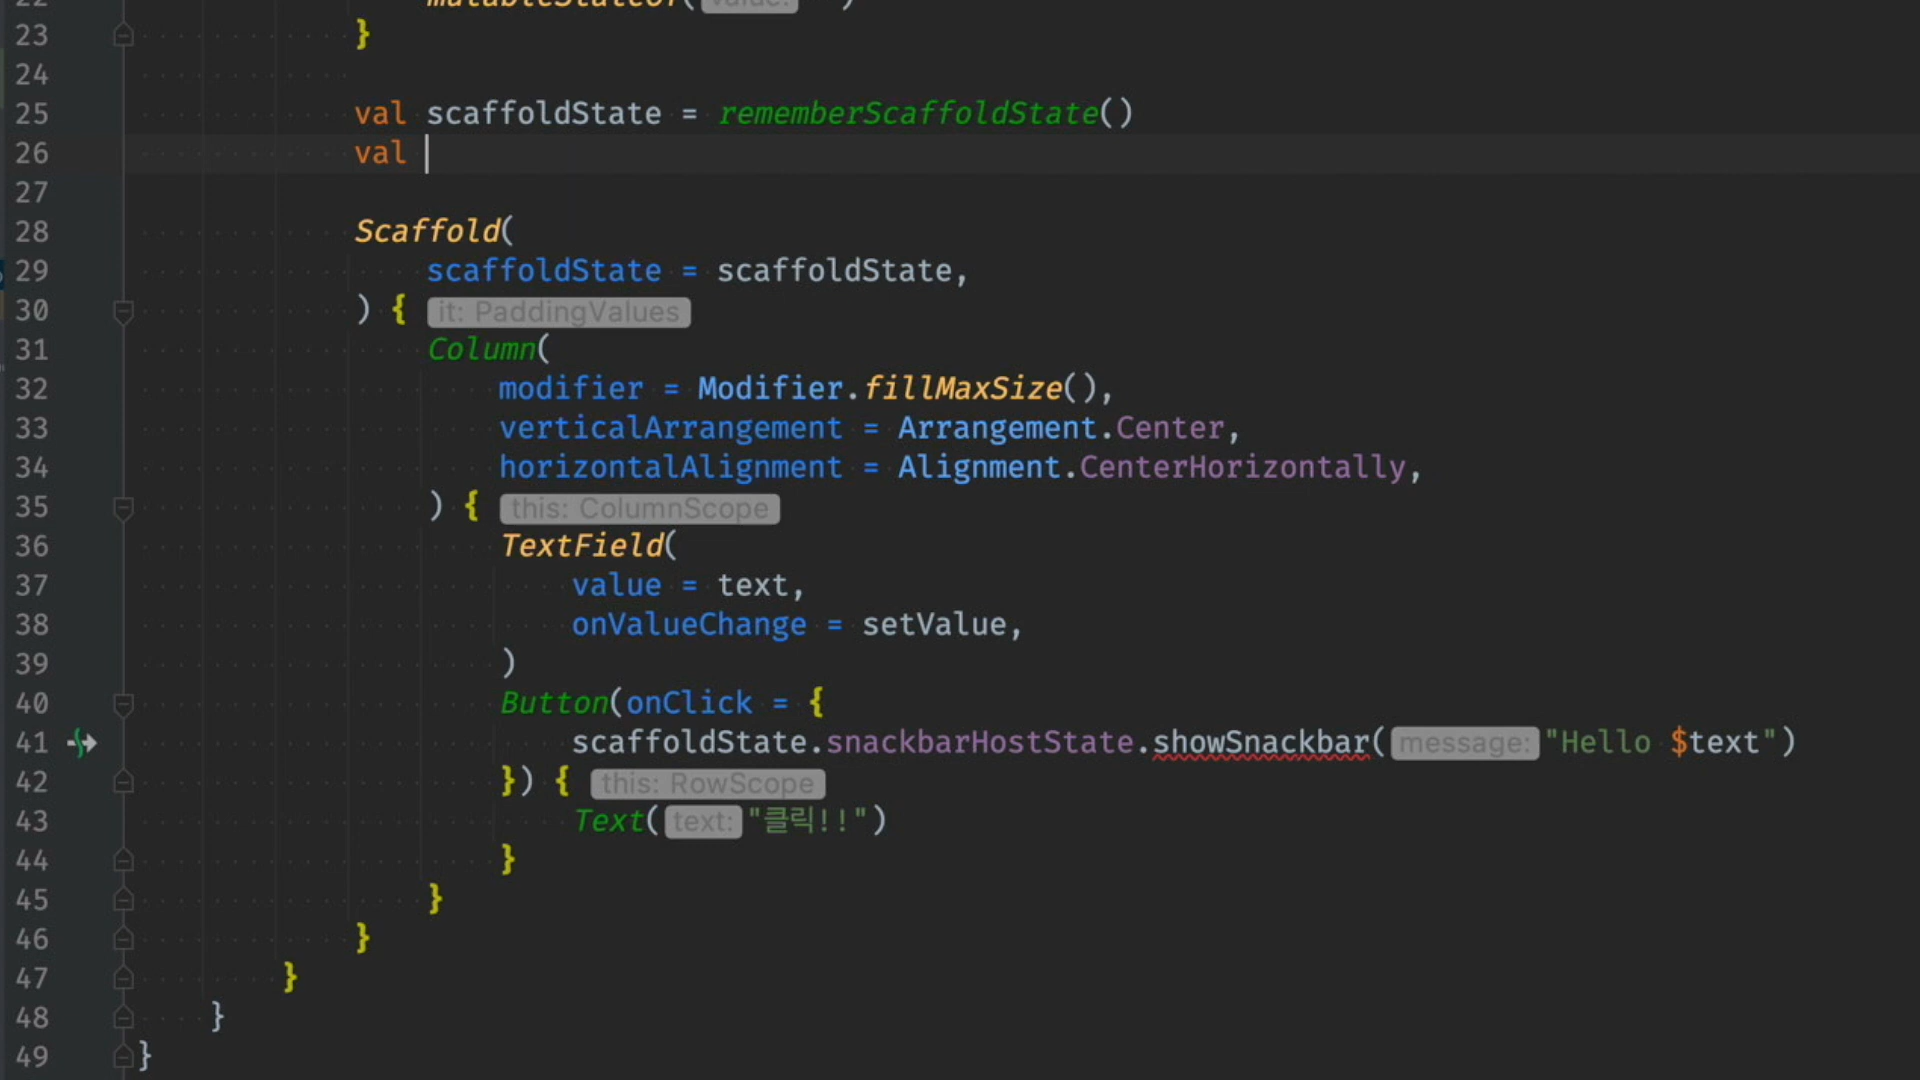 22 mutableStateOf(value: "")
23 }
24
25 val scaffoldState = rememberScaffoldState()
26 val
27
28 Scaffold(
29 scaffoldState = scaffoldState,
30 ) { it: PaddingValues
31 Column(
32 modifier = Modifier.fillMaxSize(),
33 verticalArrangement = Arrangement.Center,
34 horizontalAlignment = Alignment.CenterHorizontally,
35 ) { this: ColumnScope
36 TextField(
37 value = text,
38 onValueChange = setValue,
39 )
40 Button(onClick = {
41 scaffoldState.snackbarHostState.showSnackbar(message: "Hello $text")
42 }) { this: RowScope
43 Text(text: "클릭!!")
44 }
45 }
46 }
47 }
48 }
49 }